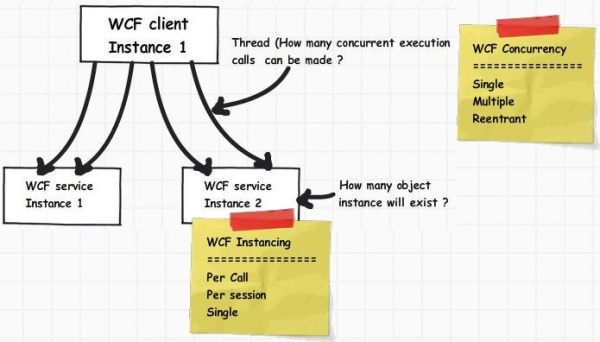 WCF client
Instance 1
Thread (How many concurrent execution
calls can be made ?
WCF Concurrency
=================
Single
Multiple
Reentrant
WCF service
Instance 1
WCF service
Instance 2
How many object
instance will exist ?
WCF Instancing
=================
Per Call
Per session
Single